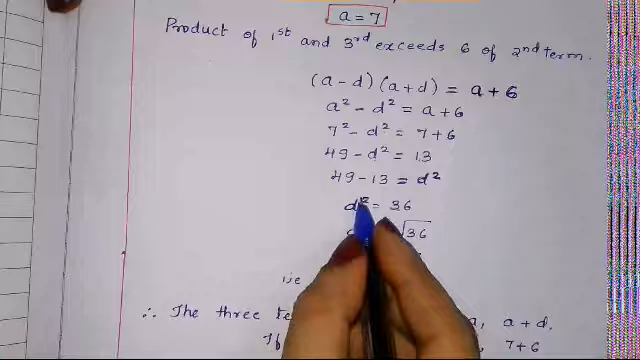 a = 7
Product of 1st and 3rd exceeds 6 of 2nd term.
(a - d) (a + d) = a + 6
a² - d² = a + 6
7² - d² = 7 + 6
49 - d² = 13
49 - 13 = d²
d² = 36
√36
ie
∴ The three a, a + d.
If 7+6